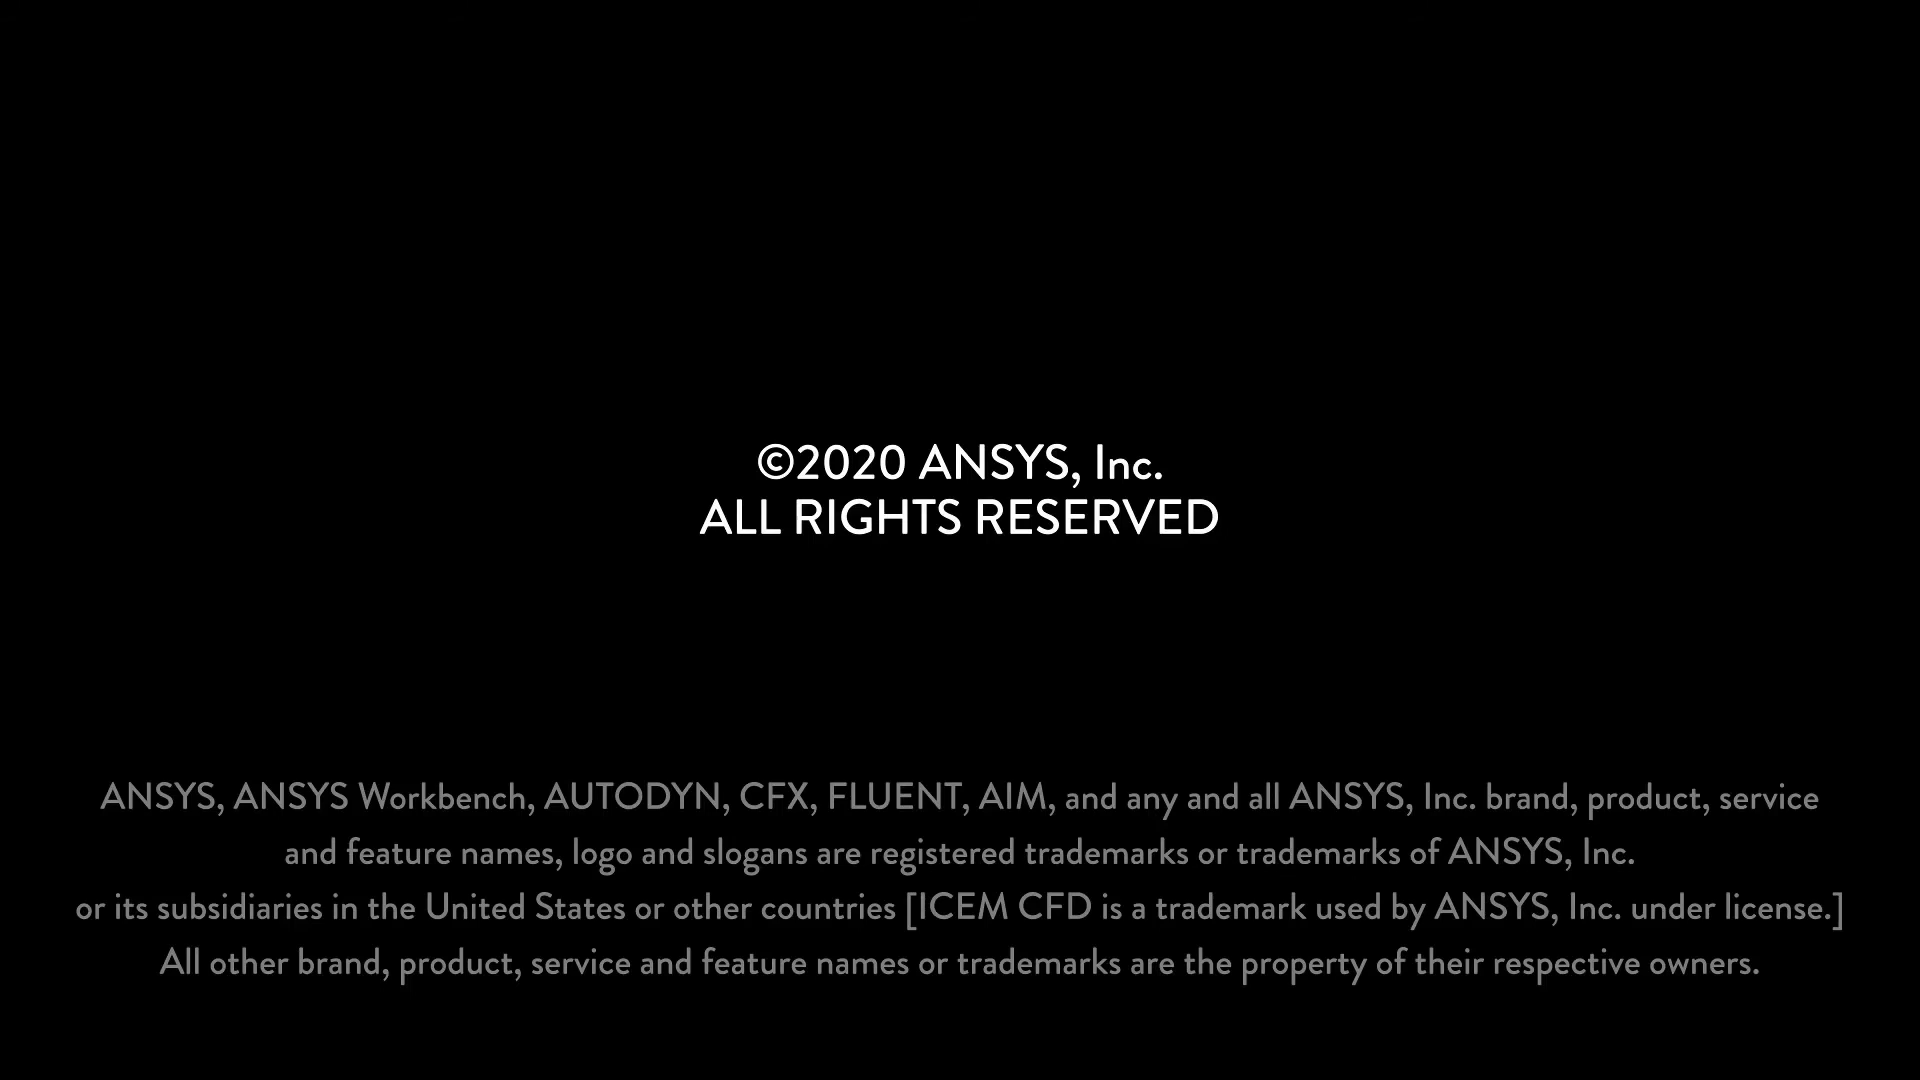 ©2020 ANSYS, Inc.
ALL RIGHTS RESERVED
ANSYS, ANSYS Workbench, AUTODYN, CFX, FLUENT, AIM, and any and all ANSYS, Inc. brand, product, service
and feature names, logo and slogans are registered trademarks or trademarks of ANSYS, Inc.
or its subsidiaries in the United States or other countries [ICEM CFD is a trademark used by ANSYS, Inc. under license.]
All other brand, product, service and feature names or trademarks are the property of their respective owners.